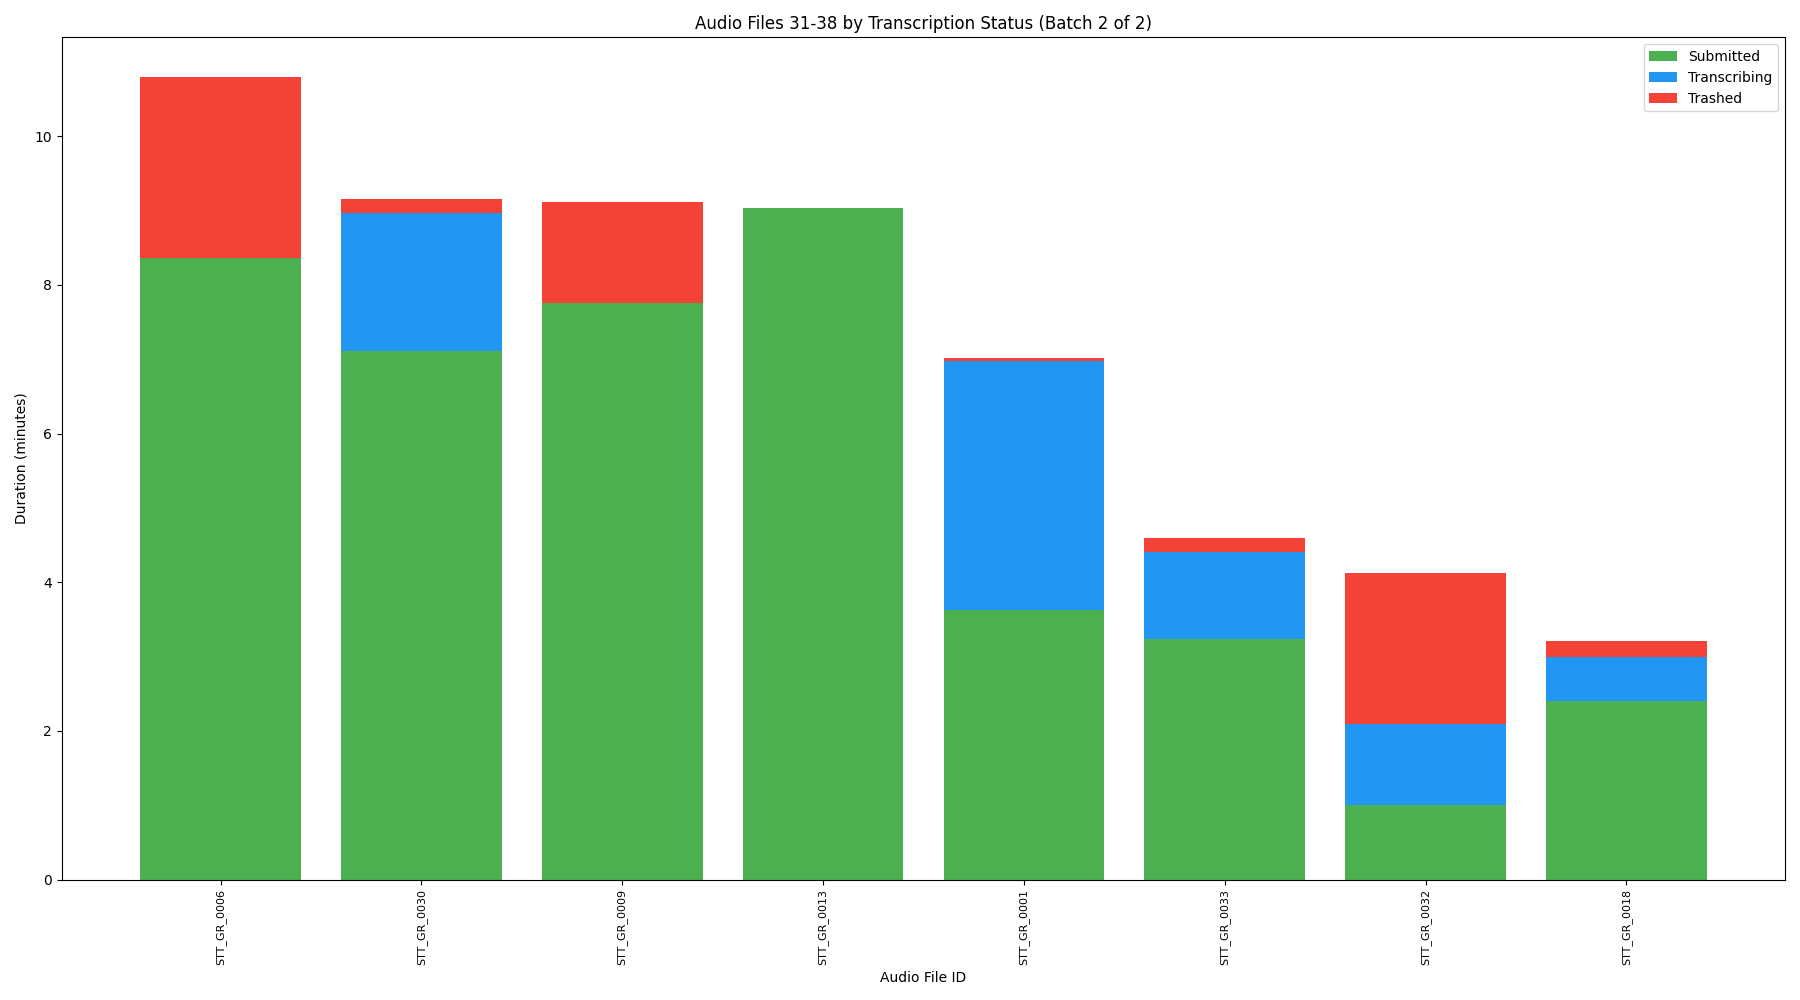 Audio Files 31-38 by Transcription Status (Batch 2 of 2)
Submitted
Transcribing
Trashed
Duration (minutes)
10
8
6
4
2
0
STT_GR_0006
STT_GR_0030
STT_GR_0009
STT_GR_0013
STT_GR_0001
STT_GR_0033
STT_GR_0032
STT_GR_0018
Audio File ID